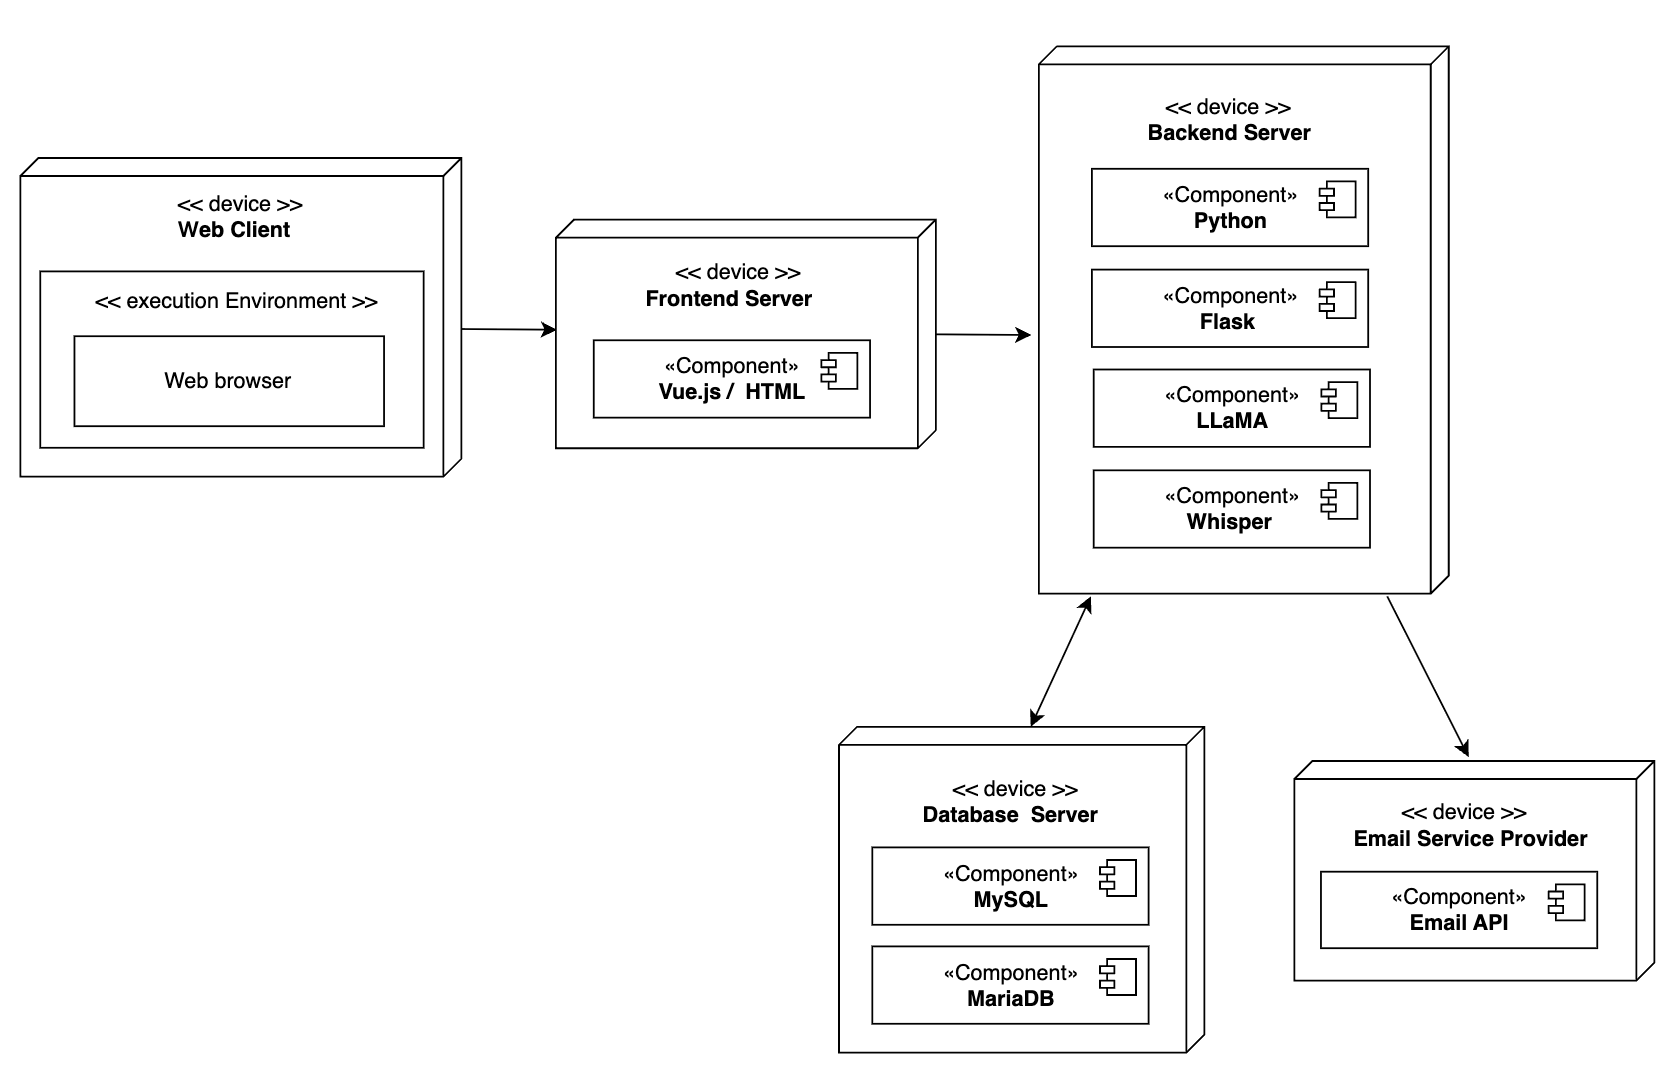 << device >>
Web Client
<< execution Environment >>
Web browser
<< device >>
Frontend Server
«Component»
Vue.js /  HTML
<< device >>
Backend Server
«Component»
Python
«Component»
Flask
«Component»
LLaMA
«Component»
Whisper
<< device >>
Database  Server
«Component»
MySQL
«Component»
MariaDB
<< device >>
Email Service Provider
«Component»
Email API